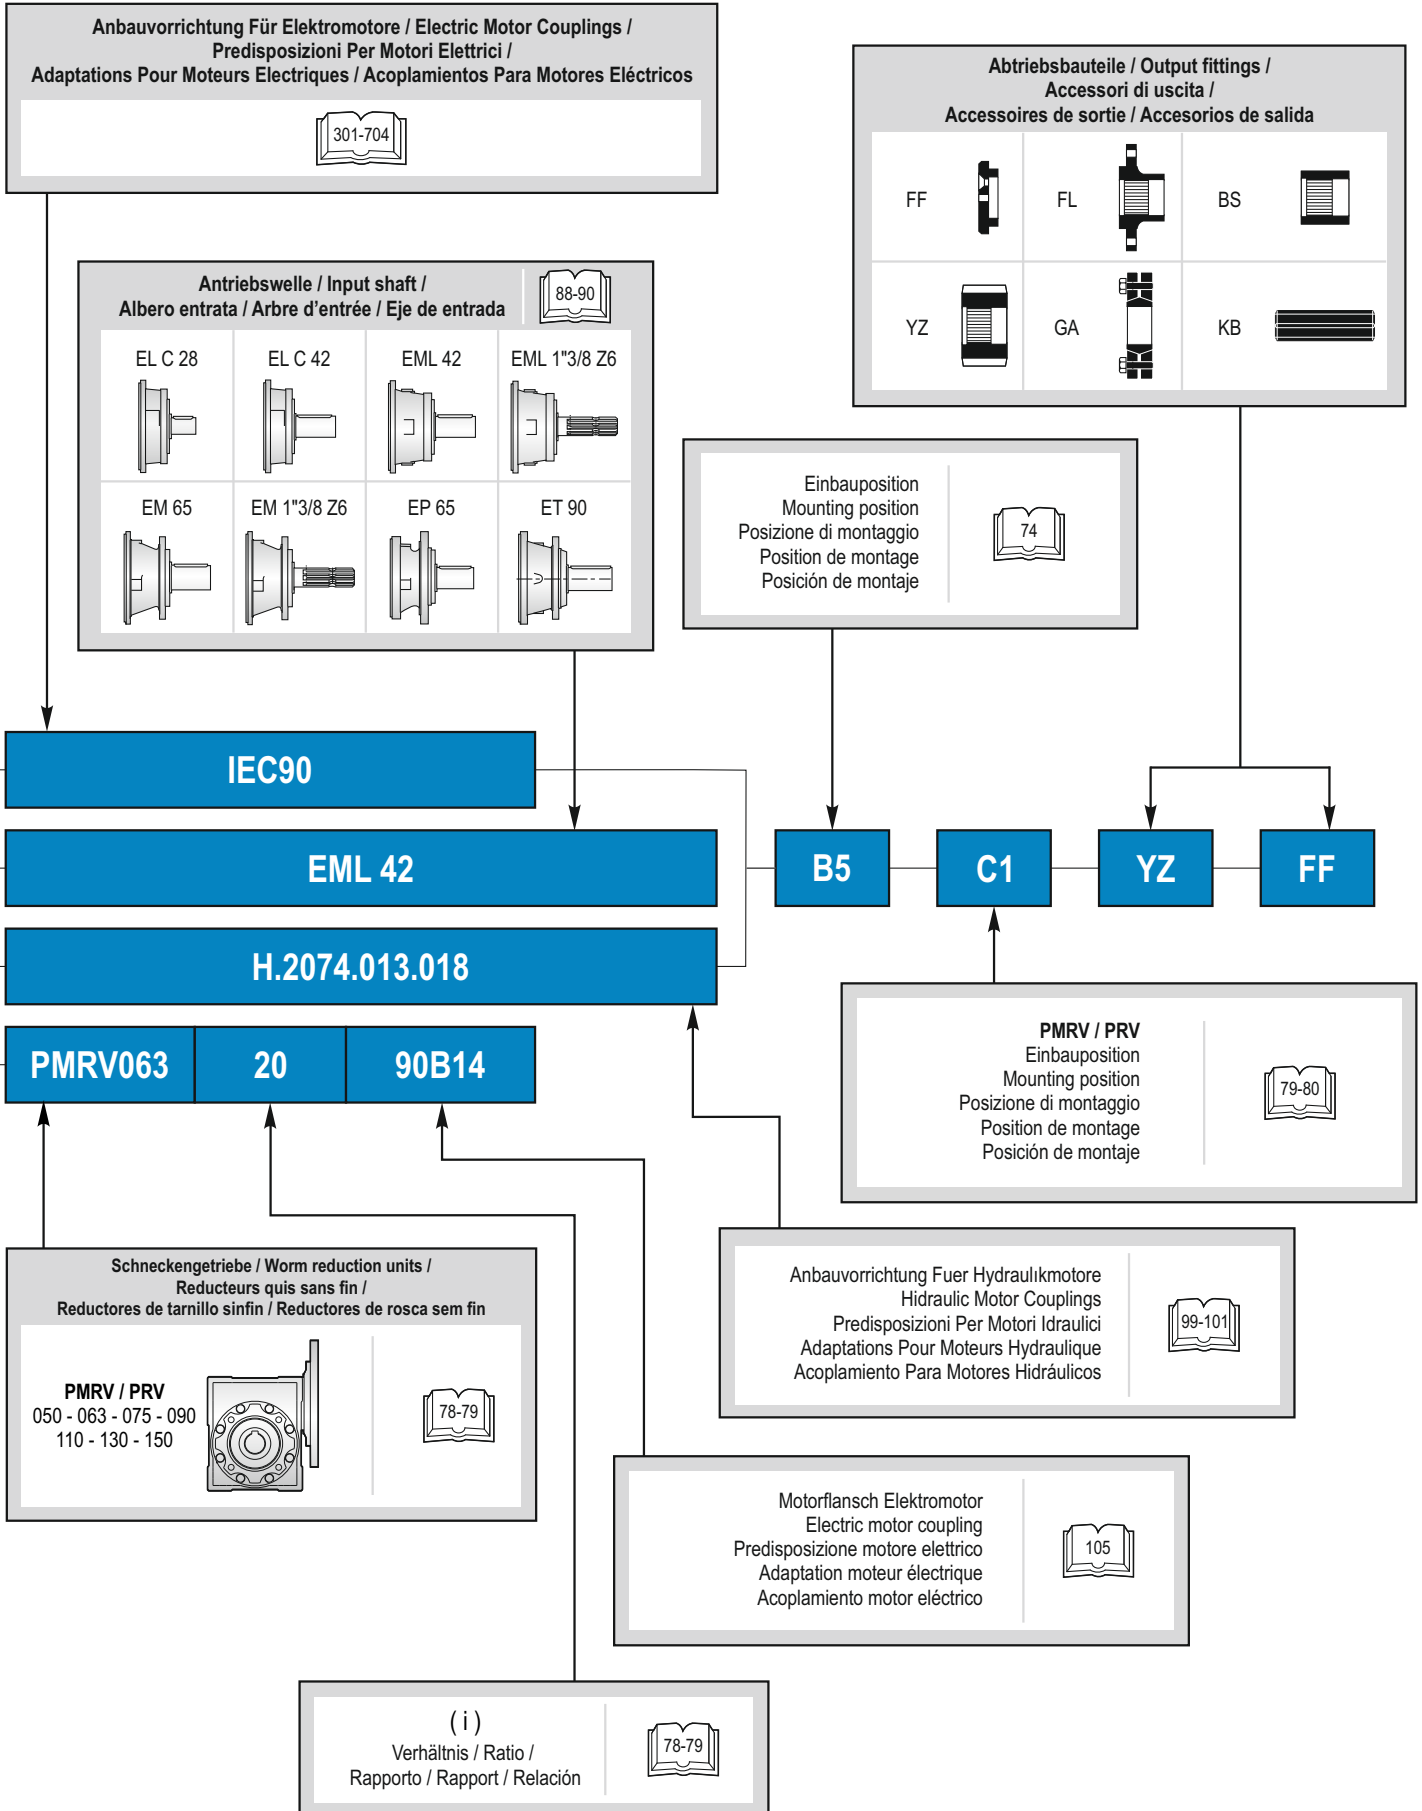 Anbauvorrichtung Für Elektromotore / Electric Motor Couplings /
Predisposizioni Per Motori Elettrici /
Adaptations Pour Moteurs Electriques / Acoplamientos Para Motores Eléctricos
301-704
Abtriebsbauteile / Output fittings /
Accessori di uscita /
Accessoires de sortie / Accesorios de salida
FF
FL
BS
YZ
GA
KB
Antriebswelle / Input shaft /
Albero entrata / Arbre d'entrée / Eje de entrada
88-90
EL C 28
EL C 42
EML 42
EML 1"3/8 Z6
EM 65
EM 1"3/8 Z6
EP 65
ET 90
Einbauposition
Mounting position
Posizione di montaggio
Position de montage
Posición de montaje
74
IEC90
EML 42
H.2074.013.018
PMRV063
20
90B14
B5
C1
YZ
FF
PMRV / PRV
Einbauposition
Mounting position
Posizione di montaggio
Position de montage
Posición de montaje
79-80
Schneckengetriebe / Worm reduction units /
Reducteurs quis sans fin /
Reductores de tarnillo sinfin / Reductores de rosca sem fin
PMRV / PRV
050 - 063 - 075 - 090
110 - 130 - 150
78-79
Anbauvorrichtung Fuer Hydraulıkmotore
Hidraulic Motor Couplings
Predisposizioni Per Motori Idraulici
Adaptations Pour Moteurs Hydraulique
Acoplamiento Para Motores Hidráulicos
99-101
Motorflansch Elektromotor
Electric motor coupling
Predisposizione motore elettrico
Adaptation moteur électrique
Acoplamiento motor eléctrico
105
( i )
Verhältnis / Ratio /
Rapporto / Rapport / Relación
78-79